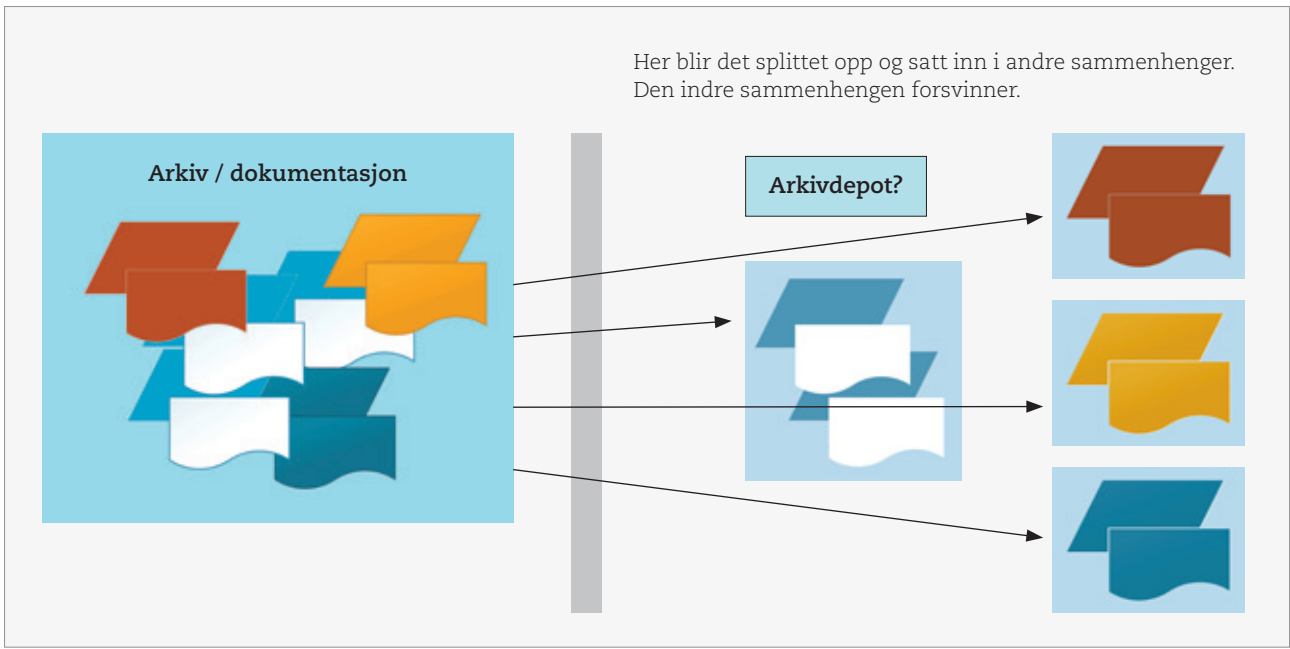 Her blir det splittet opp og satt inn i andre sammenhenger.
Den indre sammenhengen forsvinner.
Arkiv / dokumentasjon
Arkivdepot?